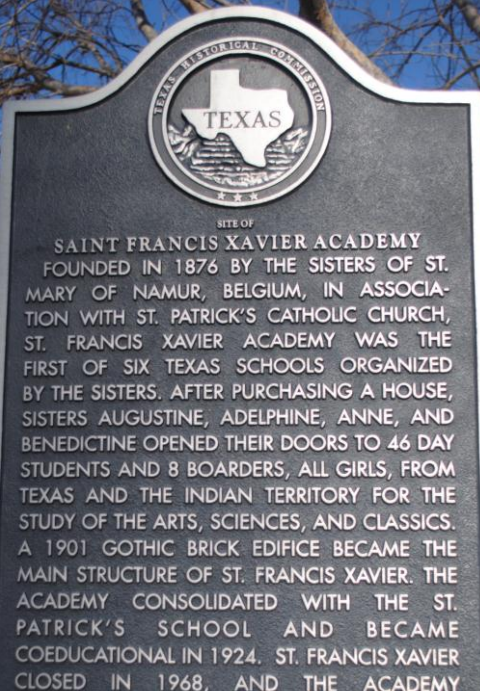 TEXAS HISTORICAL COMMISSION
TEXAS
SITE OF
SAINT FRANCIS XAVIER ACADEMY
FOUNDED IN 1876 BY THE SISTERS OF ST.
MARY OF NAMUR, BELGIUM, IN ASSOCIA-
TION WITH ST. PATRICK'S CATHOLIC CHURCH,
ST. FRANCIS XAVIER ACADEMY WAS THE
FIRST OF SIX TEXAS SCHOOLS ORGANIZED
BY THE SISTERS. AFTER PURCHASING A HOUSE,
SISTERS AUGUSTINE, ADELPHINE, ANNE, AND
BENEDICTINE OPENED THEIR DOORS TO 46 DAY
STUDENTS AND 8 BOARDERS, ALL GIRLS, FROM
TEXAS AND THE INDIAN TERRITORY FOR THE
STUDY OF THE ARTS, SCIENCES, AND CLASSICS.
A 1901 GOTHIC BRICK EDIFICE BECAME THE
MAIN STRUCTURE OF ST. FRANCIS XAVIER. THE
ACADEMY CONSOLIDATED WITH THE ST.
PATRICK'S SCHOOL AND BECAME
COEDUCATIONAL IN 1924. ST. FRANCIS XAVIER
CLOSED IN 1968, AND THE ACADEMY